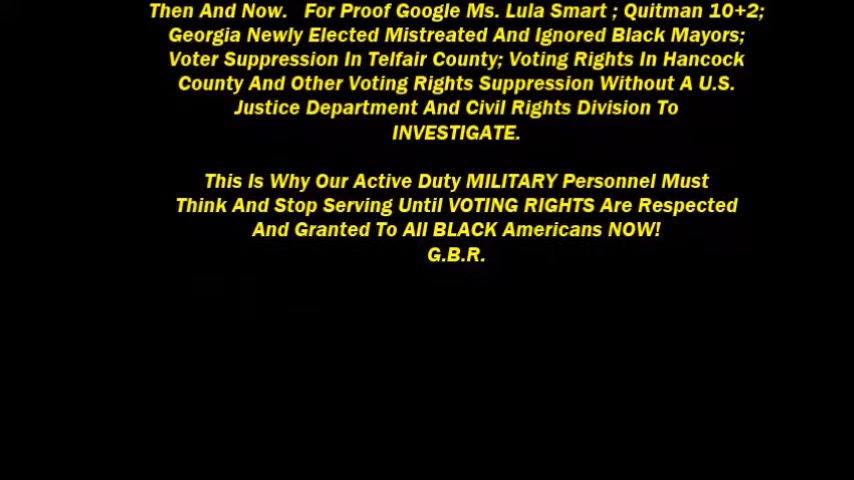 Then And Now. For Proof Google Ms. Lula Smart ; Quitman 10+2;
Georgia Newly Elected Mistreated And Ignored Black Mayors;
Voter Suppression In Telfair County; Voting Rights In Hancock
County And Other Voting Rights Suppression Without A U.S.
Justice Department And Civil Rights Division To
INVESTIGATE.
This Is Why Our Active Duty MILITARY Personnel Must
Think And Stop Serving Until VOTING RIGHTS Are Respected
And Granted To All BLACK Americans NOW!
G.B.R.